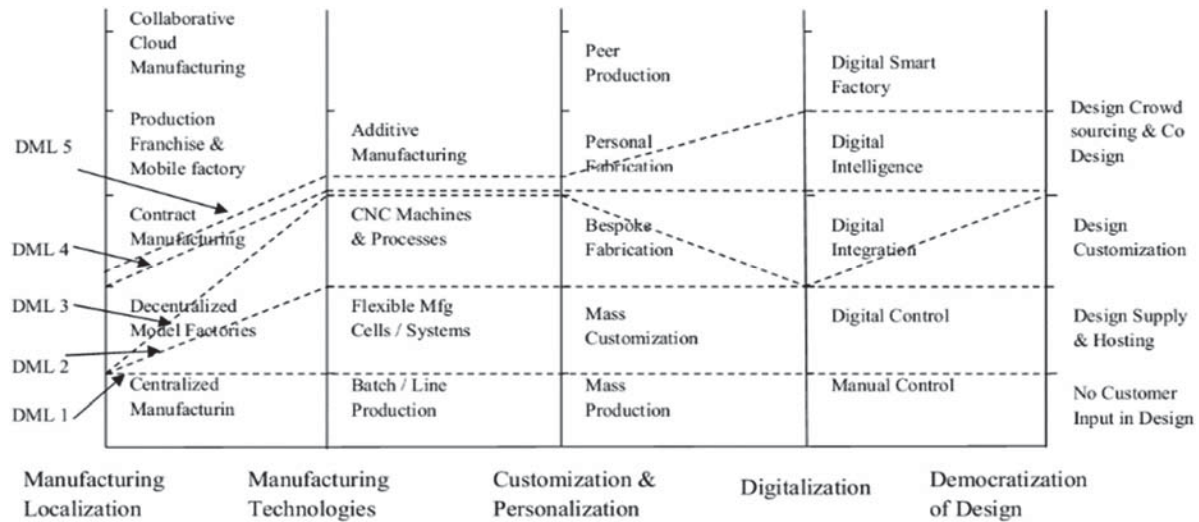 Collaborative
Cloud
Manufacturing
Production
Franchise &
Mobile factory
Contract
Manufacturing
Decentralized
Model Factories
Centralized
Manufacturin
DML 5
DML 4
DML 3
DML 2
DML 1
Additive
Manufacturing
CNC Machines
& Processes
Flexible Mfg
Cells / Systems
Batch / Line
Production
Peer
Production
Personal
Fabrication
Bespoke
Fabrication
Mass
Customization
Mass
Production
Digital Smart
Factory
Digital
Intelligence
Digital
Integration
Digital Control
Manual Control
Design Crowd
sourcing & Co
Design
Design
Customization
Design Supply
& Hosting
No Customer
Input in Design
Manufacturing
Localization
Manufacturing
Technologies
Customization &
Personalization
Digitalization
Democratization
of Design